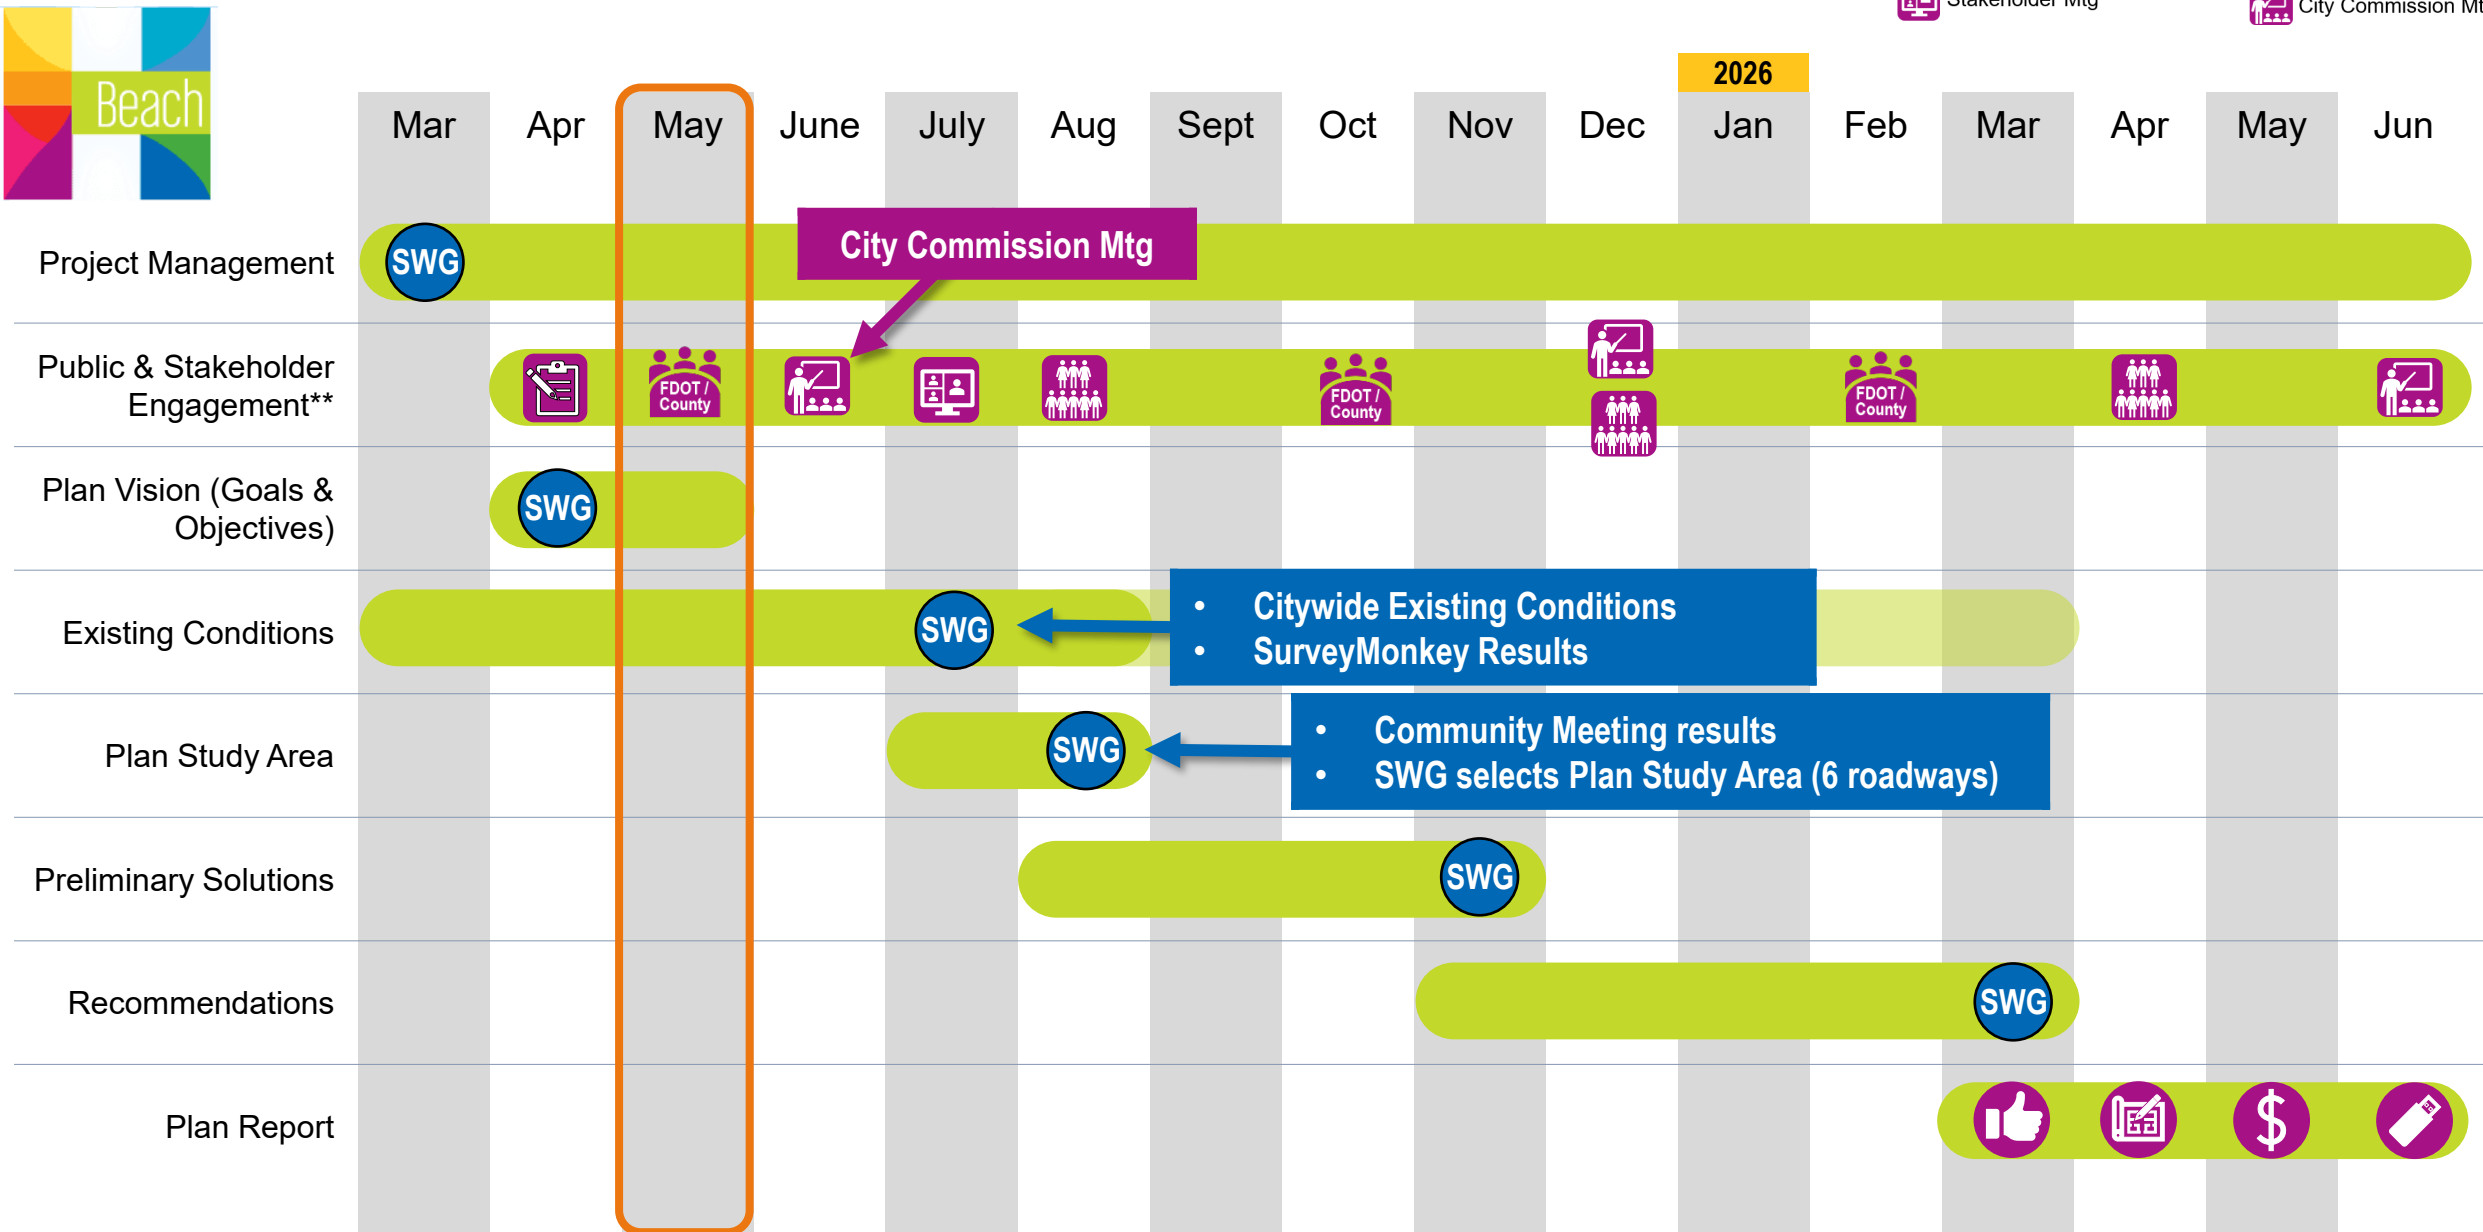 Stakeholder Mtg
City Commission Mt
Beach
2026
Mar Apr May June July Aug Sept Oct Nov Dec Jan Feb Mar Apr May Jun
Project Management
SWG
City Commission Mtg
Public & Stakeholder
Engagement**
FDOT /
County
FDOT /
County
FDOT /
County
Plan Vision (Goals &
Objectives)
SWG
Existing Conditions
SWG
• Citywide Existing Conditions
• SurveyMonkey Results
Plan Study Area
SWG
• Community Meeting results
• SWG selects Plan Study Area (6 roadways)
Preliminary Solutions
SWG
Recommendations
SWG
Plan Report
$